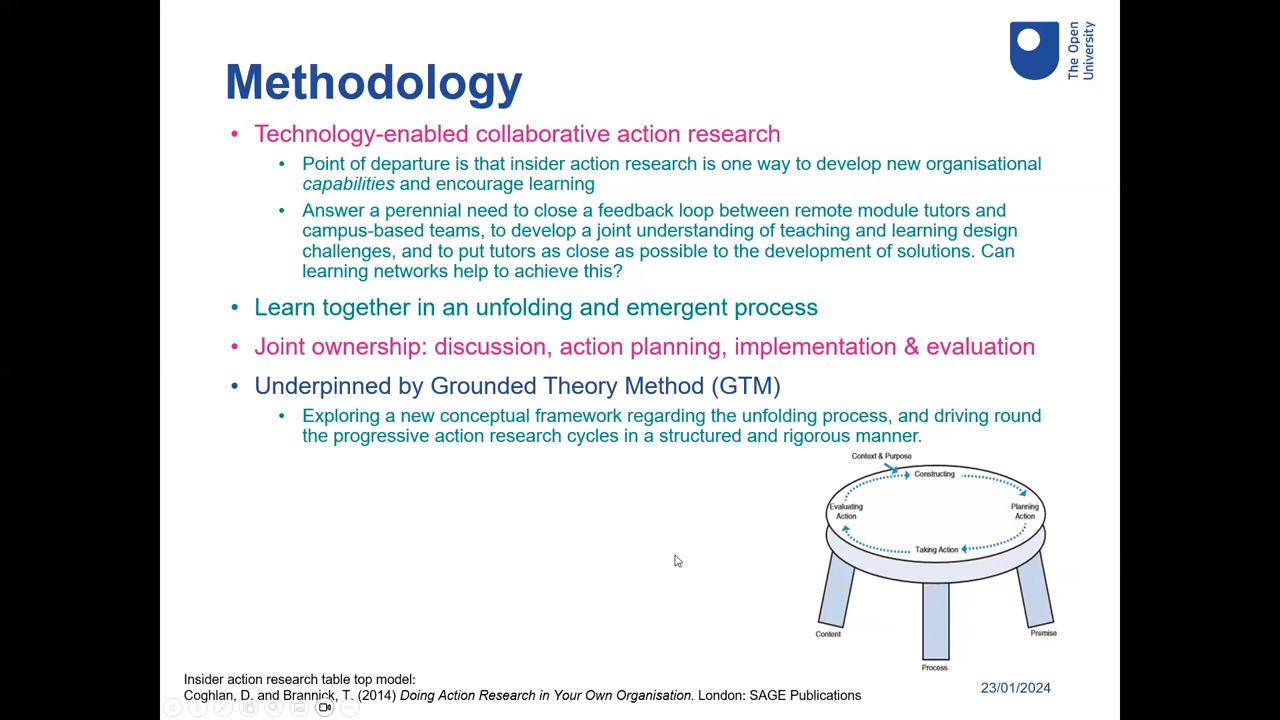 The Open
University
Methodology
• Technology-enabled collaborative action research
• Point of departure is that insider action research is one way to develop new organisational
capabilities and encourage learning
• Answer a perennial need to close a feedback loop between remote module tutors and
campus-based teams, to develop a joint understanding of teaching and learning design
challenges, and to put tutors as close as possible to the development of solutions. Can
learning networks help to achieve this?
• Learn together in an unfolding and emergent process
• Joint ownership: discussion, action planning, implementation & evaluation
• Underpinned by Grounded Theory Method (GTM)
• Exploring a new conceptual framework regarding the unfolding process, and driving round
the progressive action research cycles in a structured and rigorous manner.
Context & Purpose
Constructing
Evaluating
Action
Planning
Action
Taking Action
Content
Premise
Process
Insider action research table top model:
Coghlan, D. and Brannick, T. (2014) Doing Action Research in Your Own Organisation. London: SAGE Publications
23/01/2024